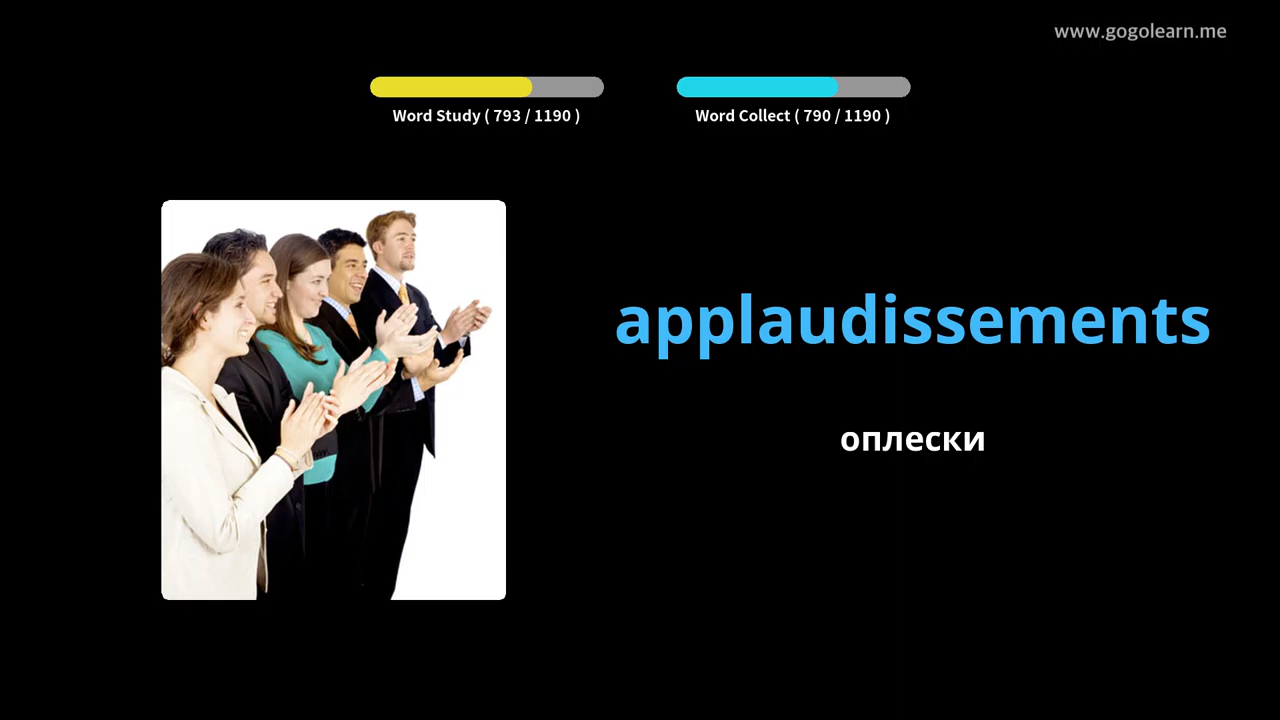 www.gogolearn.me
Word Study ( 793 / 1190 )
Word Collect ( 790 / 1190 )
applaudissements
оплески